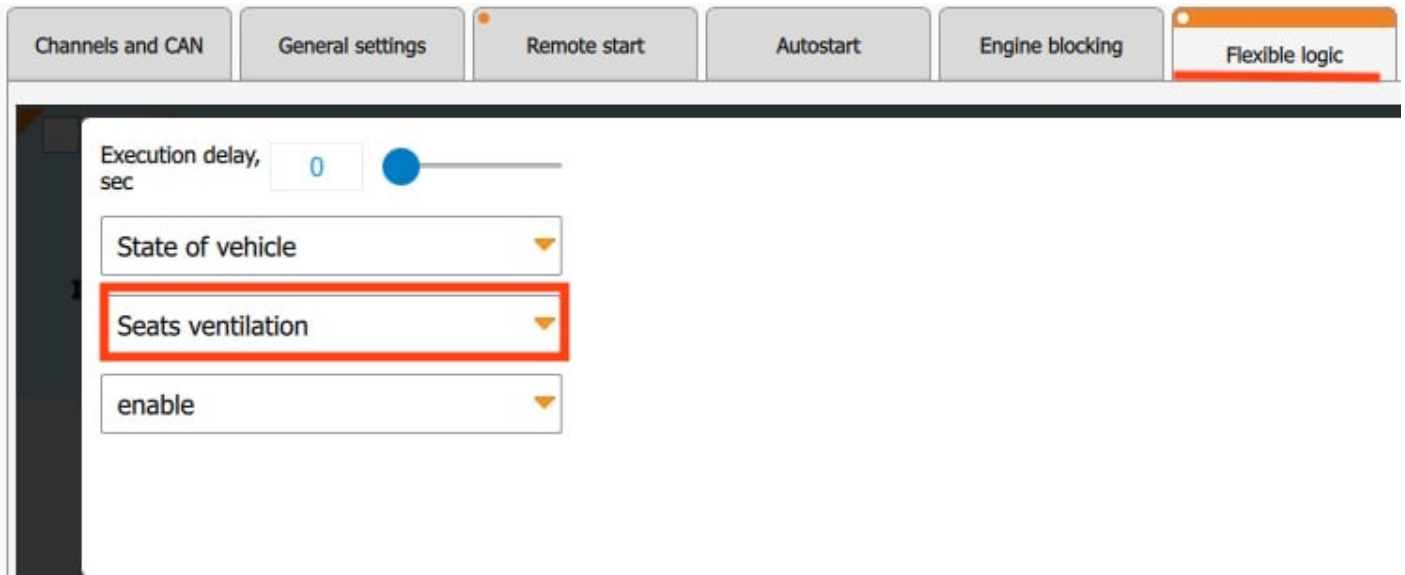 Channels and CAN
General settings
Remote start
Autostart
Engine blocking
Flexible logic
Execution delay,
sec
0
State of vehicle
Seats ventilation
enable